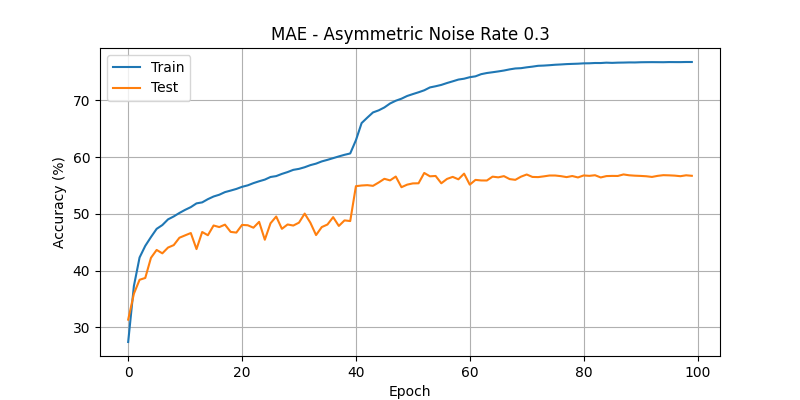 MAE - Asymmetric Noise Rate 0.3
Train
Test
Accuracy (%)
70
60
50
40
30
0 20 40 60 80 100
Epoch